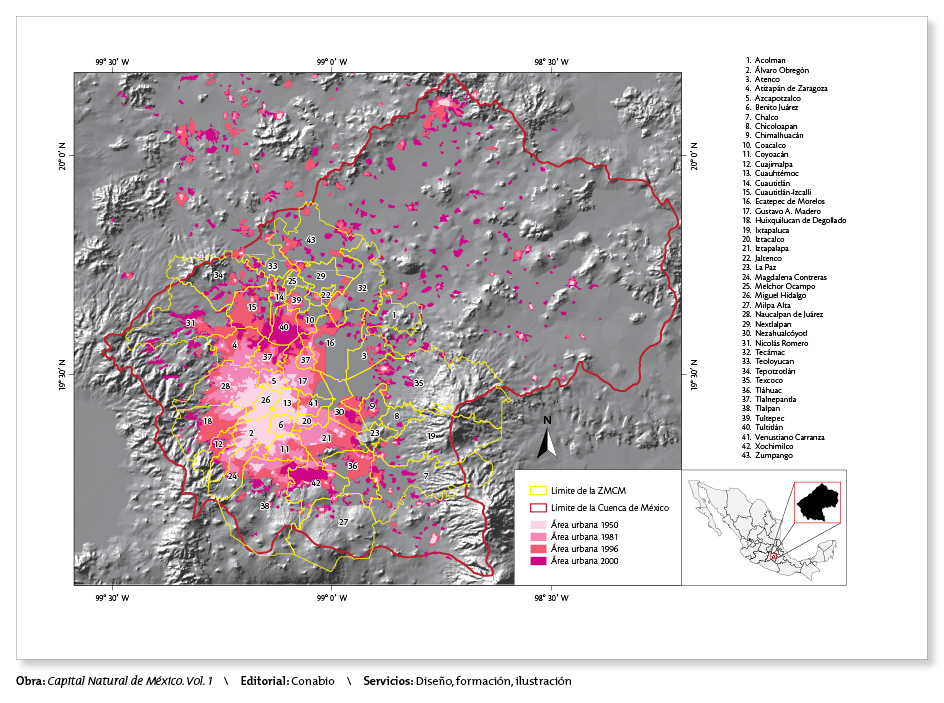 99° 30' W
99° 0' W
98° 30' W
20° 0' N
20° 0' N
19° 30' N
19° 30' N
43
33
34
25
29
32
14
39
22
15
10
1
31
40
16
4
37
37
3
5
17
35
28
26
13
41
9
30
8
18
20
6
2
23
19
12
21
11
36
24
7
42
38
27
N
99° 30' W
99° 0' W
98° 30' W
1. Acolman
2. Álvaro Obregón
3. Atenco
4. Atizapán de Zaragoza
5. Azcapotzalco
6. Benito Juárez
7. Chalco
8. Chicoloapan
9. Chimalhuacán
10. Coacalco
11. Coyoacán
12. Cuajimalpa
13. Cuauhtémoc
14. Cuautitlán
15. Cuautitlán-Izcalli
16. Ecatepec de Morelos
17. Gustavo A. Madero
18. Huixquilucan de Degollado
19. Ixtapaluca
20. Iztacalco
21. Iztapalapa
22. Jaltenco
23. La Paz
24. Magdalena Contreras
25. Melchor Ocampo
26. Miguel Hidalgo
27. Milpa Alta
28. Naucalpan de Juárez
29. Nextlalpan
30. Nezahualcóyotl
31. Nicolás Romero
32. Tecámac
33. Teoloyucan
34. Tepotzotlán
35. Texcoco
36. Tláhuac
37. Tlalnepanda
38. Tlalpan
39. Tultepec
40. Tultitlán
41. Venustiano Carranza
42. Xochimilco
43. Zumpango
Límite de la ZMCM
Límite de la Cuenca de México
Área urbana 1950
Área urbana 1981
Área urbana 1996
Área urbana 2000
Obra: Capital Natural de México. Vol. 1 \ Editorial: Conabio \ Servicios: Diseño, formación, ilustración